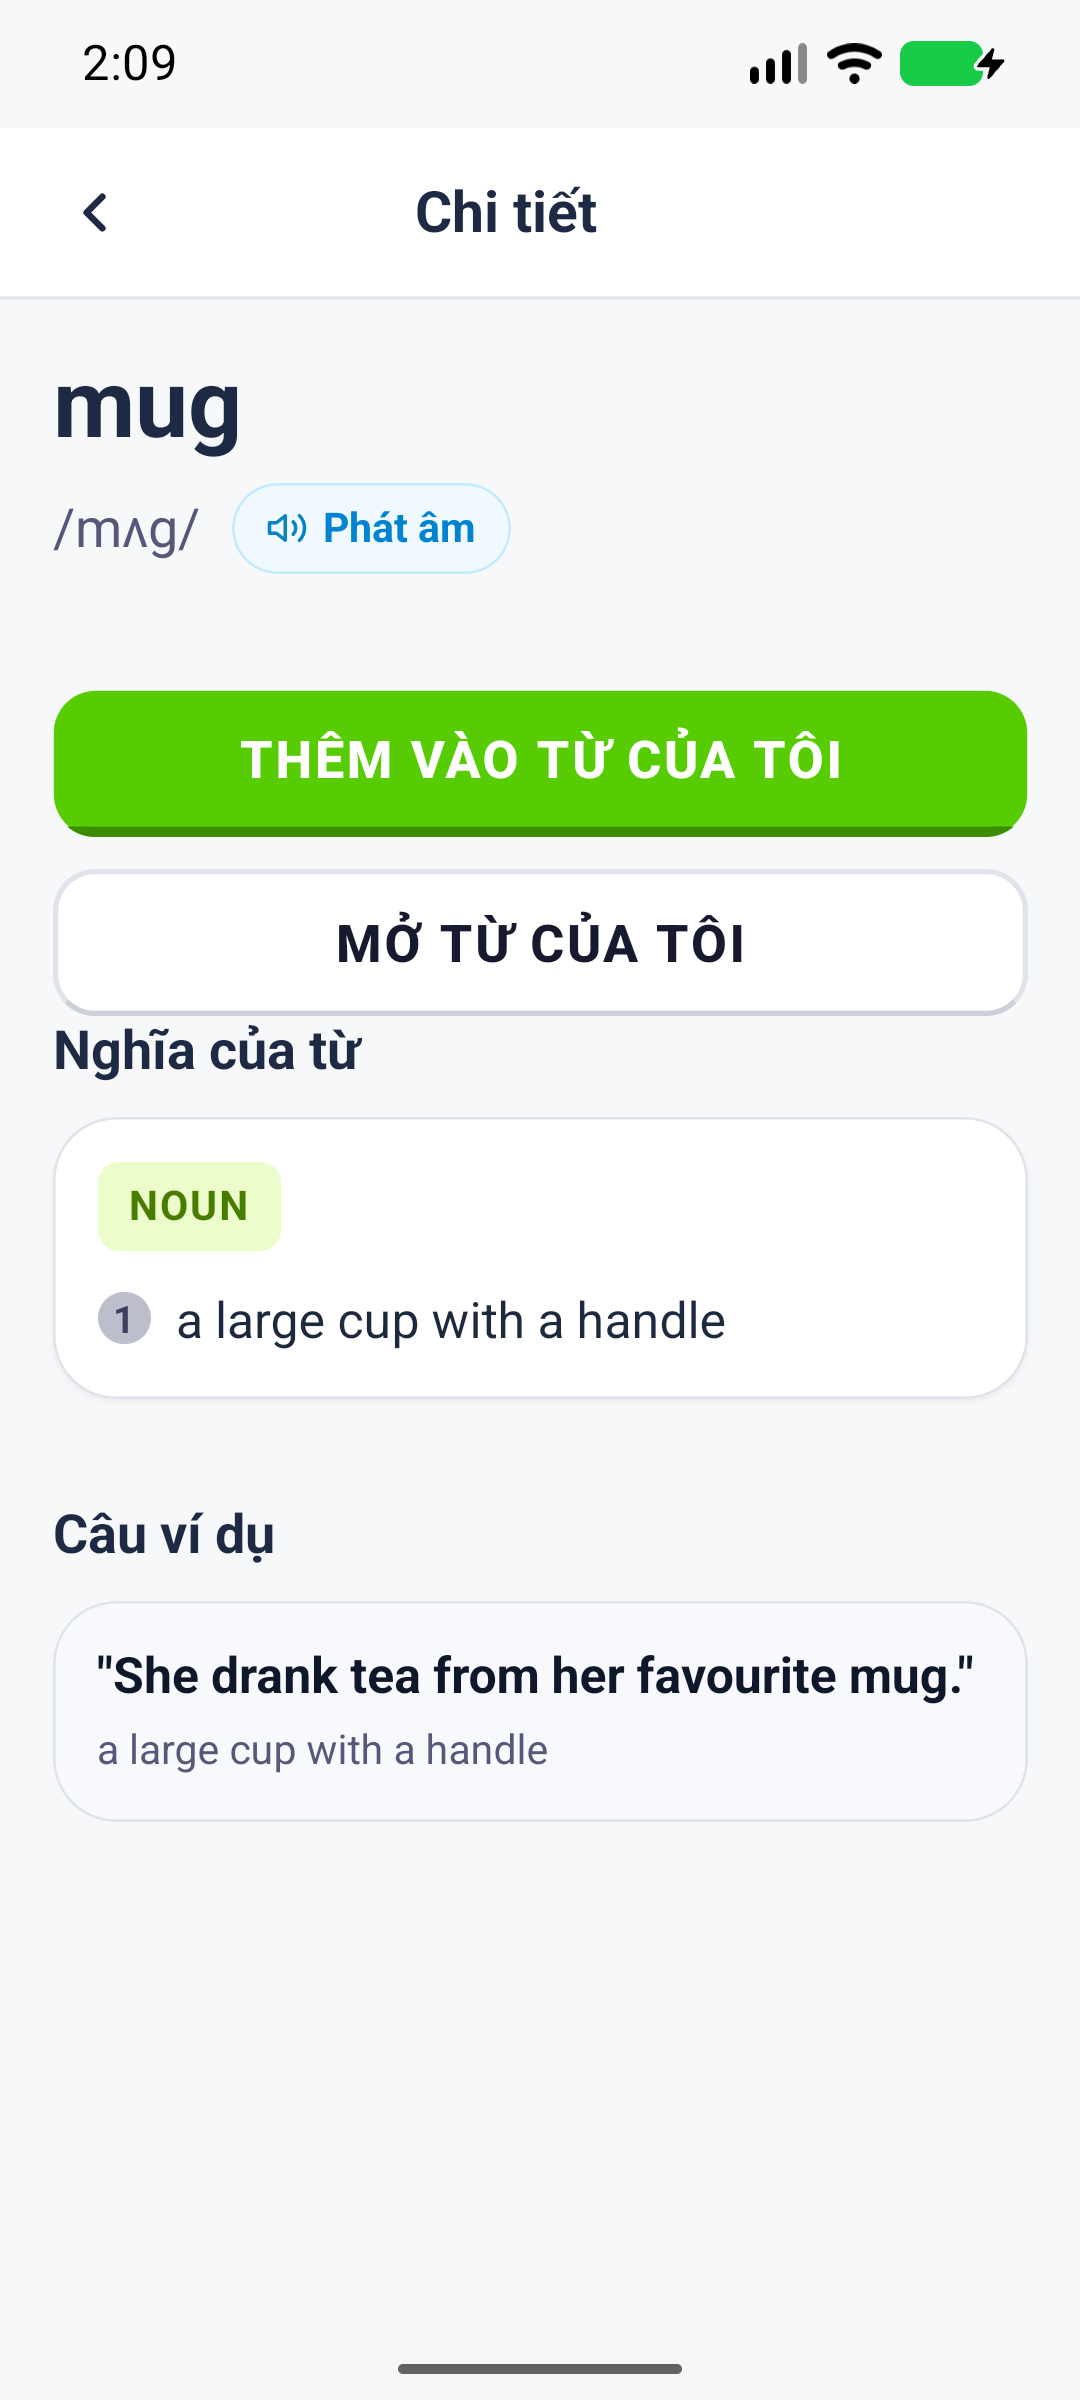 2:09
Chi tiết
mug
/mʌg/
Phát âm
THÊM VÀO TỪ CỦA TÔI
MỞ TỪ CỦA TÔI
Nghĩa của từ
NOUN
1 a large cup with a handle
Câu ví dụ
"She drank tea from her favourite mug."
a large cup with a handle